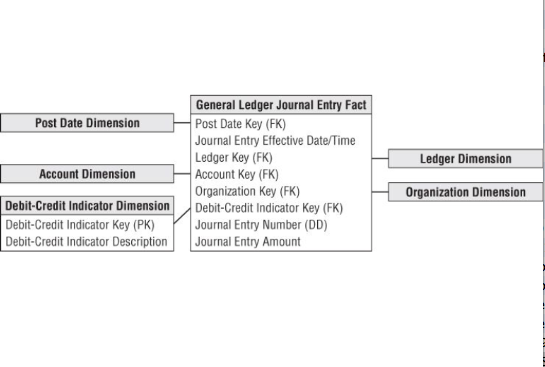 General Ledger Journal Entry Fact
Post Date Key (FK)
Journal Entry Effective Date/Time
Ledger Key (FK)
Account Key (FK)
Organization Key (FK)
Debit-Credit Indicator Key (FK)
Journal Entry Number (DD)
Journal Entry Amount
Post Date Dimension
Account Dimension
Debit-Credit Indicator Dimension
Debit-Credit Indicator Key (PK)
Debit-Credit Indicator Description
Ledger Dimension
Organization Dimension